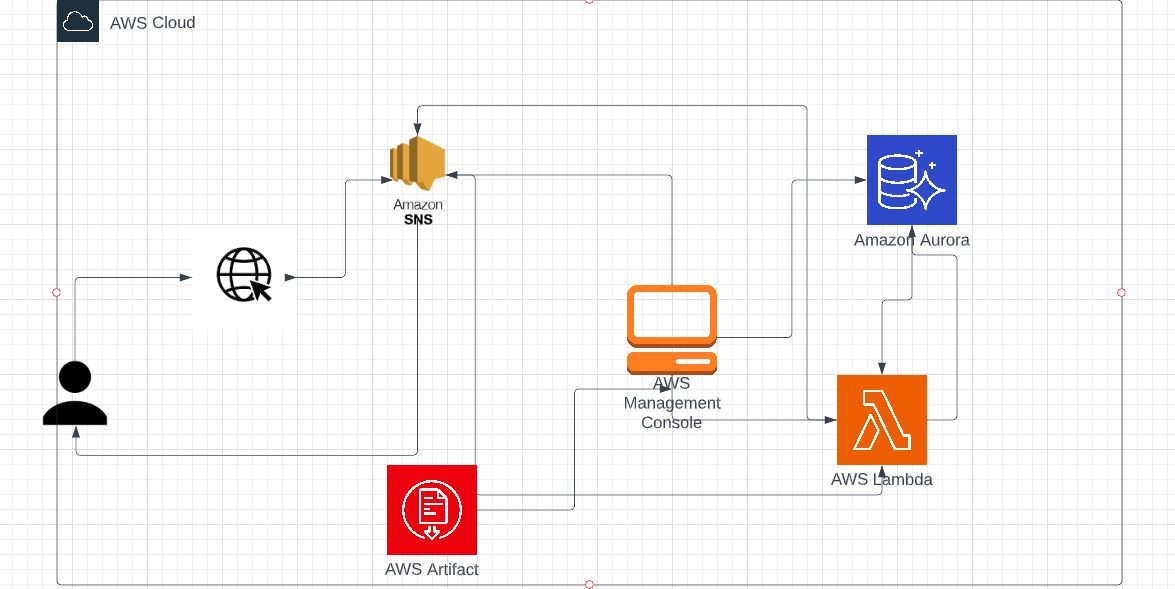 AWS Cloud
Amazon
SNS
Amazon Aurora
AWS
Management
Console
AWS Lambda
AWS Artifact